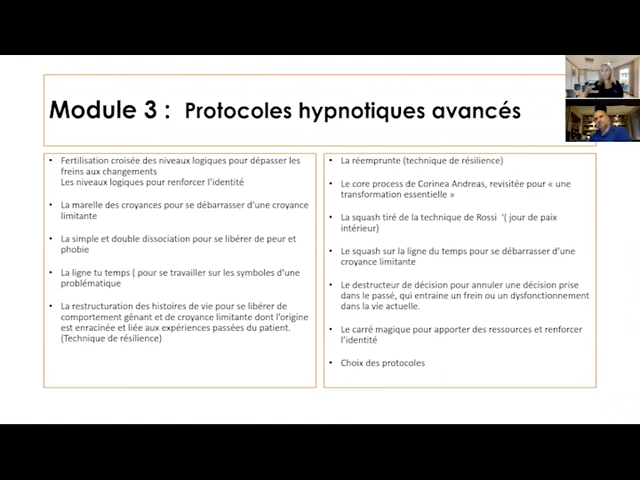 Module 3 : Protocoles hypnotiques avancés
• Fertilisation croisée des niveaux logiques pour dépasser les
freins aux changements
Les niveaux logiques pour renforcer l'identité
• La marelle des croyances pour se débarrasser d'une croyance
limitante
• La simple et double dissociation pour se libérer de peur et
phobie
• La ligne tu temps ( pour se travailler sur les symboles d'une
problématique
• La restructuration des histoires de vie pour se libérer de
comportement gênant et de croyance limitante dont l'origine
est enracinée et liée aux expériences passées du patient.
(Technique de résilience)
• La réemprunte (technique de résilience)
• Le core process de Corinea Andreas, revisitée pour « une
transformation essentielle »
• La squash tiré de la technique de Rossi '( jour de paix
intérieur)
• Le squash sur la ligne du temps pour se débarrasser d'une
croyance limitante
• Le destructeur de décision pour annuler une décision prise
dans le passé, qui entraine un frein ou un dysfonctionnement
dans la vie actuelle.
• Le carré magique pour apporter des ressources et renforcer
l'identité
• Choix des protocoles